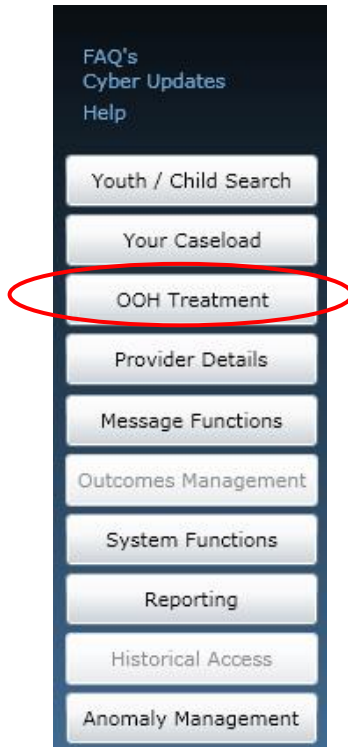 FAQ's
Cyber Updates
Help
Youth / Child Search
Your Caseload
OOH Treatment
Provider Details
Message Functions
Outcomes Management
System Functions
Reporting
Historical Access
Anomaly Management